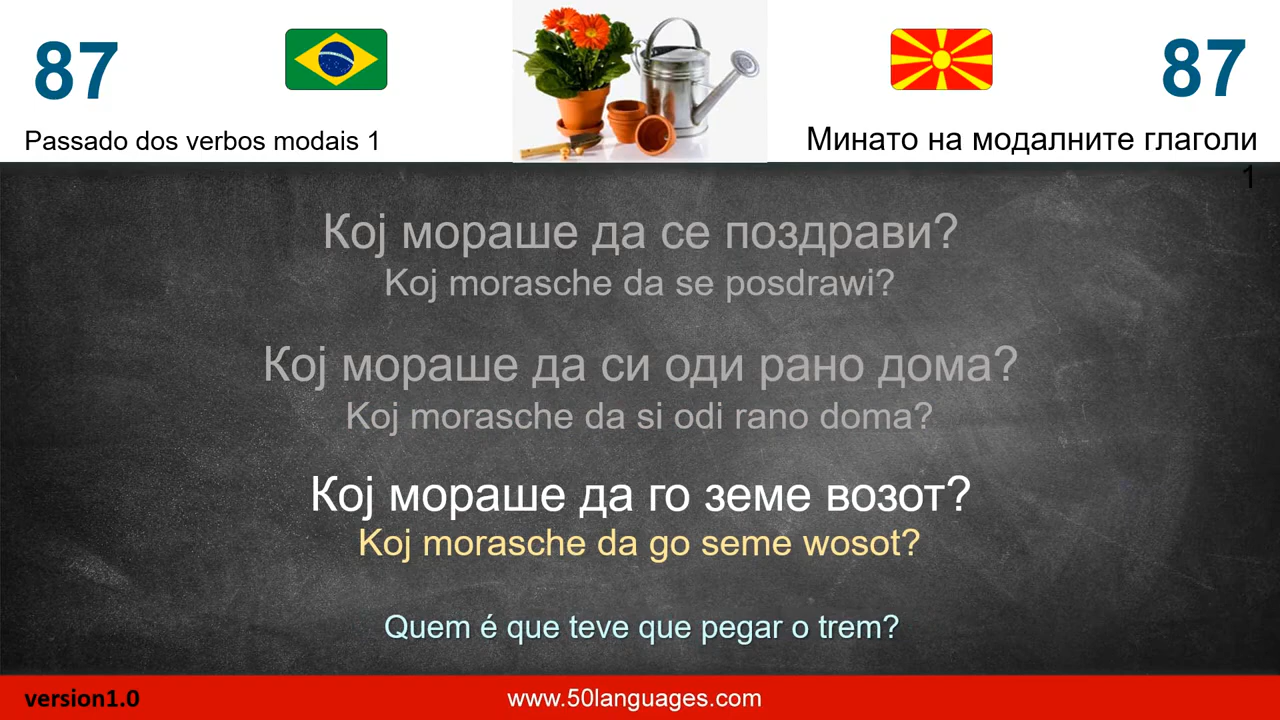 87
87
Passado dos verbos modais 1
Минато на модалните глаголи
1
Кој мораше да се поздрави?
Koj morasche da se posdrawi?
Кој мораше да си оди рано дома?
Koj morasche da si odi rano doma?
Кој мораше да го земе возот?
Koj morasche da go seme wosot?
Quem é que teve que pegar o trem?
version1.0
www.50languages.com